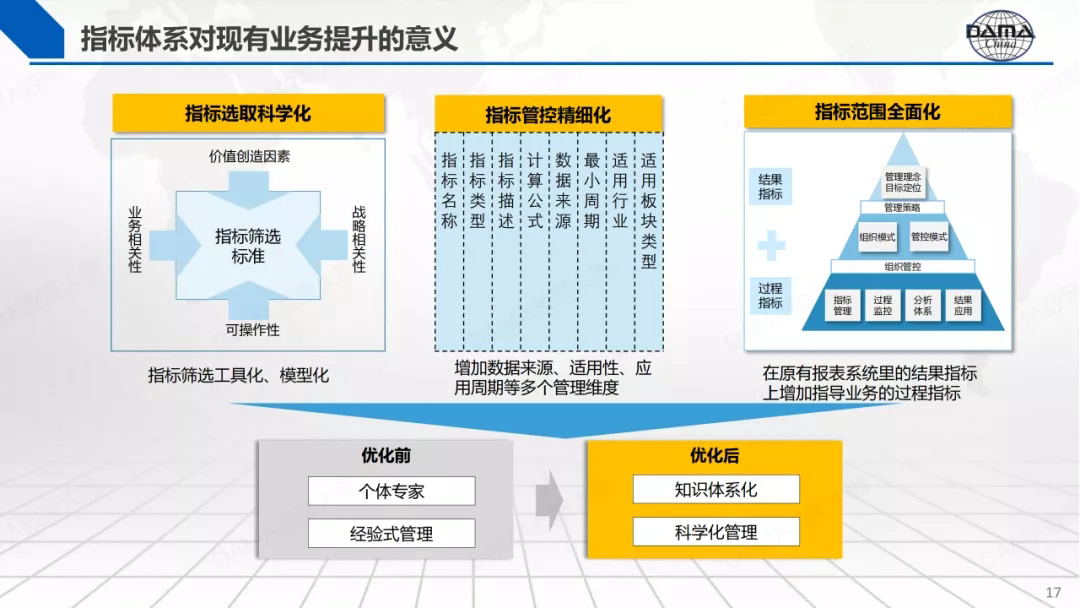 指标体系对现有业务提升的意义
DAMA
China
指标选取科学化
价值创造因素
业务相关性
指标筛选
标准
战略相关性
可操作性
指标筛选工具化、模型化
指标管控精细化
指标名称
指标类型
指标描述
计算公式
数据来源
最小周期
适用行业
适用板块类型
增加数据来源、适用性、应
用周期等多个管理维度
指标范围全面化
结果
指标
过程
指标
管理理念
目标定位
管理策略
组织模式
管控模式
组织管控
指标
管理
过程
监控
分析
体系
结果
应用
在原有报表系统里的结果指标
上增加指导业务的过程指标
优化前
个体专家
经验式管理
优化后
知识体系化
科学化管理
17